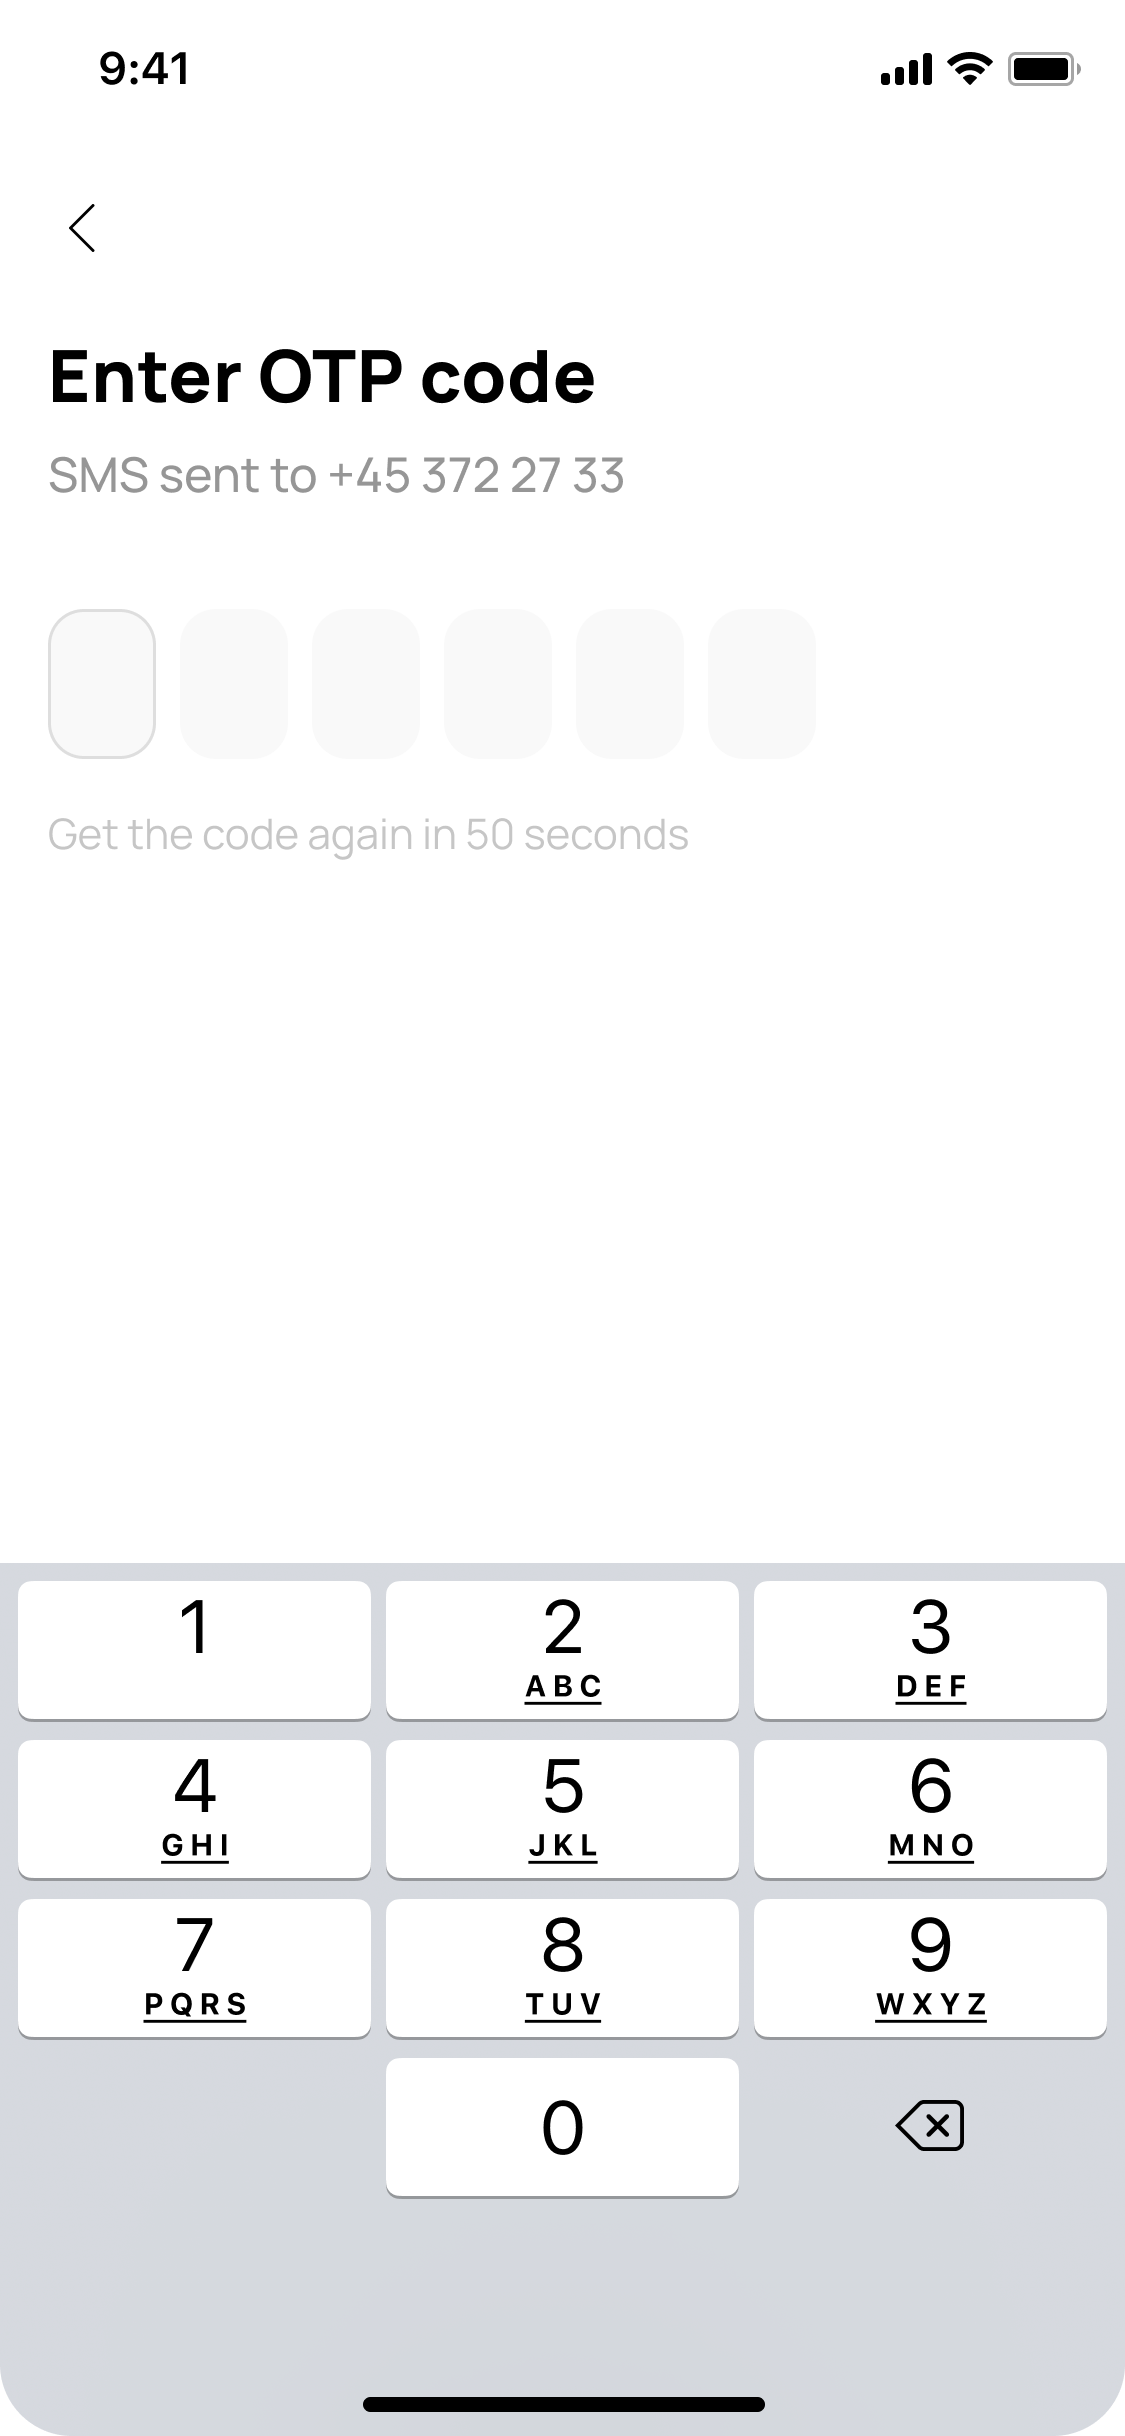 9:41
Enter OTP code
SMS sent to +45 372 27 33
Get the code again in 50 seconds
1 2 3
ABC DEF
4 5 6
GHI JKL MNO
7 8 9
PQRS TUV WXYZ
0